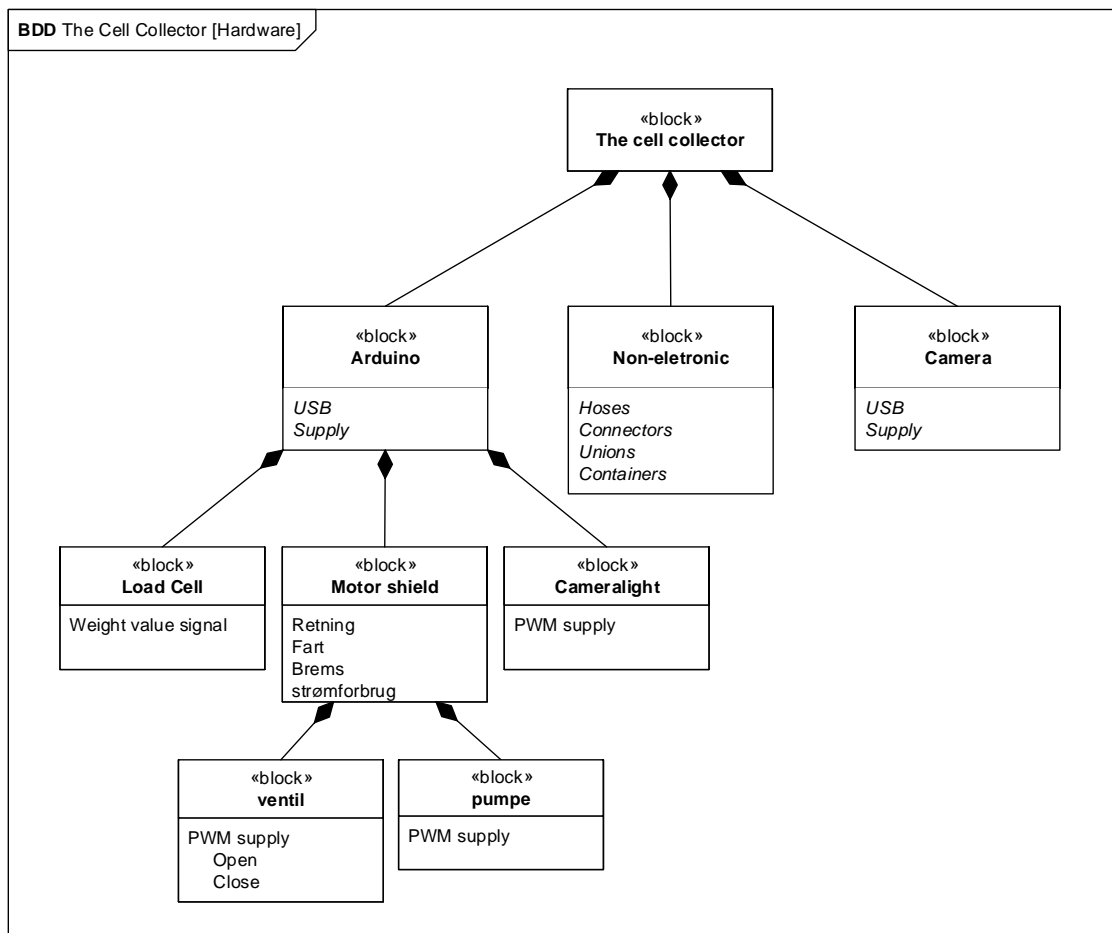 BDD The Cell Collector [Hardware]
«block»
The cell collector
«block»
Arduino
USB
Supply
«block»
Non-eletronic
Hoses
Connectors
Unions
Containers
«block»
Camera
USB
Supply
«block»
Load Cell
Weight value signal
«block»
Motor shield
Retning
Fart
Brems
strømforbrug
«block»
Cameralight
PWM supply
«block»
ventil
PWM supply
Open
Close
«block»
pumpe
PWM supply